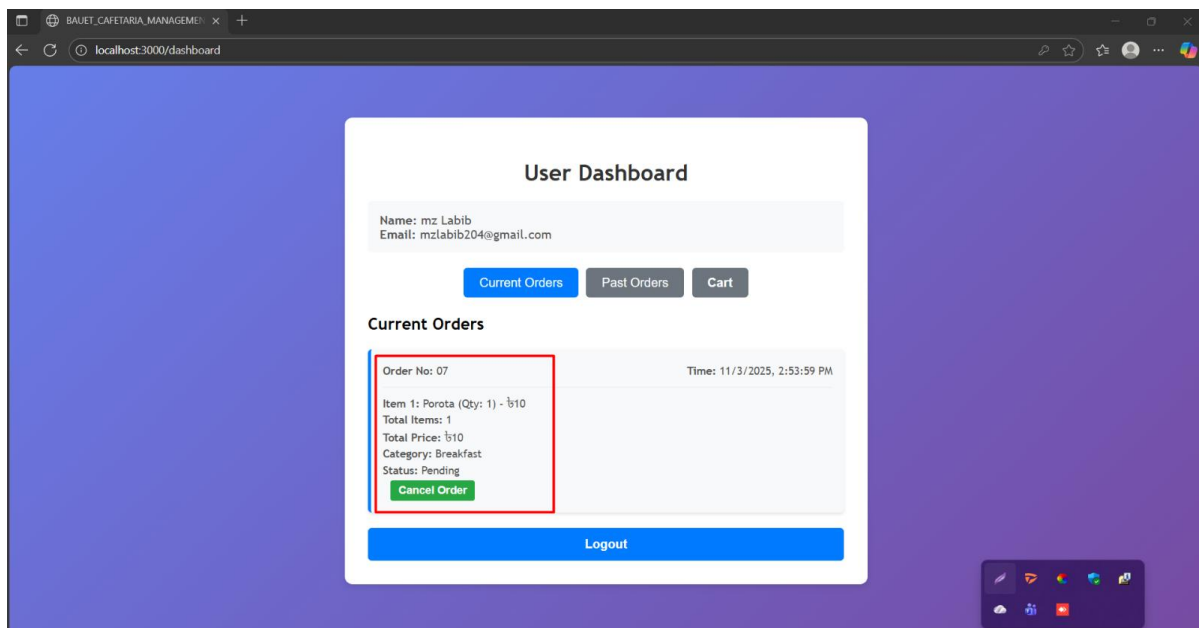 BAUET_CAFETARIA_MANAGEMEN
localhost:3000/dashboard
User Dashboard
Name: mz Labib
Email: mzlabib204@gmail.com
Current Orders Past Orders Cart
Current Orders
Order No: 07 Time: 11/3/2025, 2:53:59 PM
Item 1: Porota (Qty: 1) - ৳10
Total Items: 1
Total Price: ৳10
Category: Breakfast
Status: Pending
Cancel Order
Logout